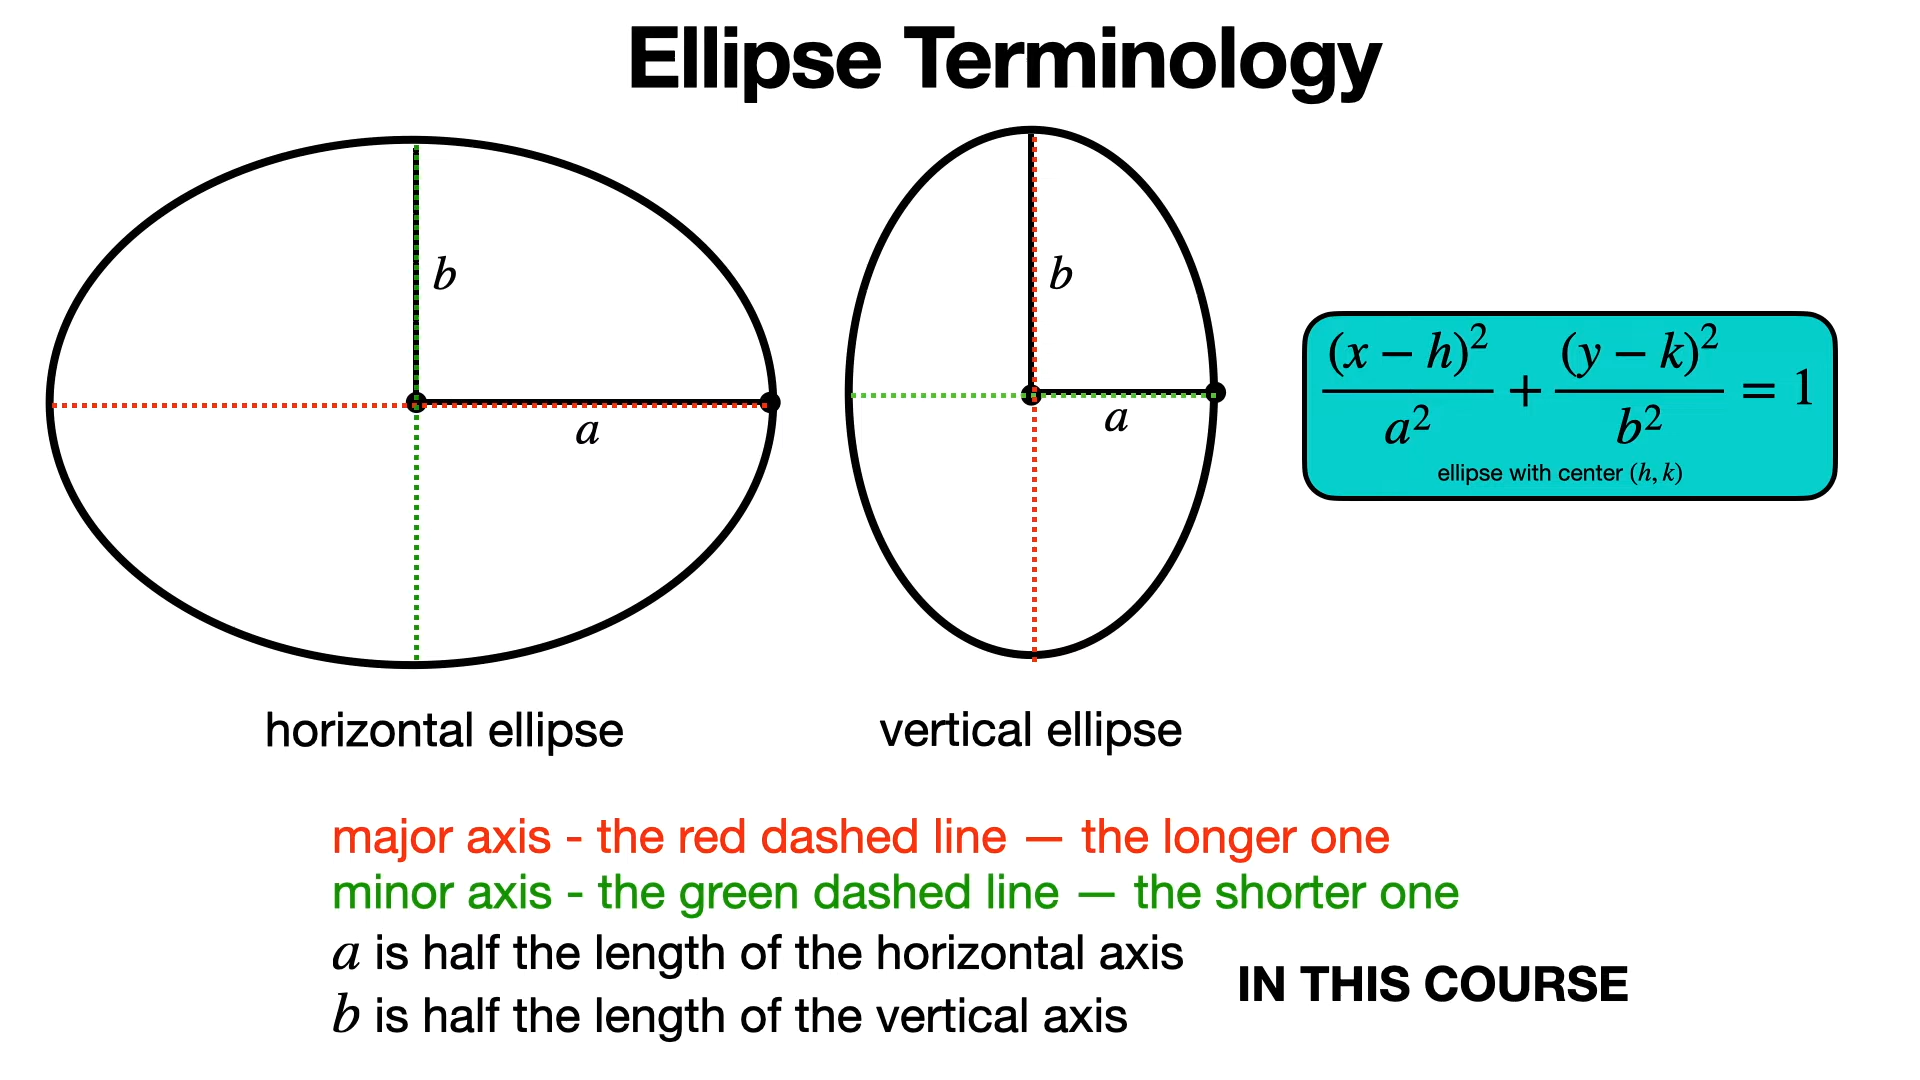 Ellipse Terminology
b
a
b
a
(x − h)²/a² + (y − k)²/b² = 1
ellipse with center (h, k)
horizontal ellipse
vertical ellipse
major axis - the red dashed line — the longer one
minor axis - the green dashed line — the shorter one
a is half the length of the horizontal axis
b is half the length of the vertical axis
IN THIS COURSE